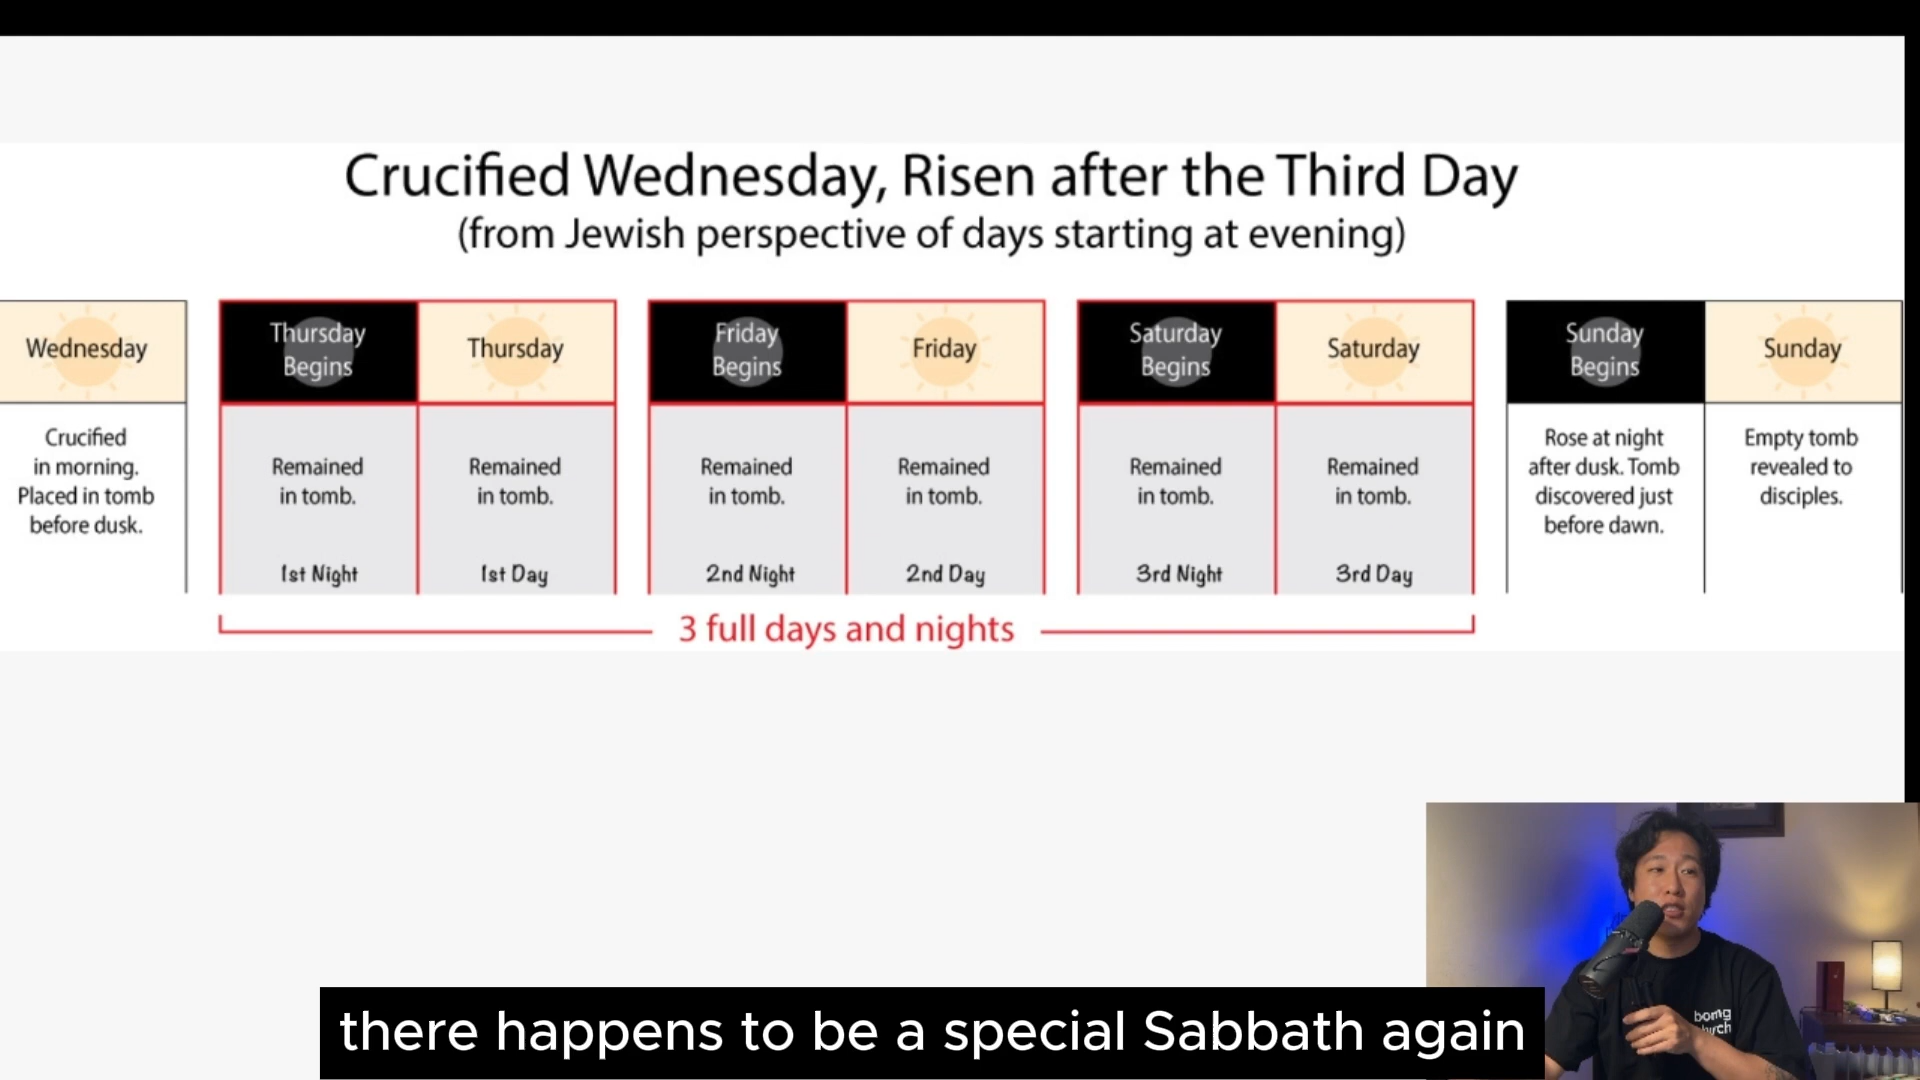 Crucified Wednesday, Risen after the Third Day
(from Jewish perspective of days starting at evening)
Wednesday
Crucified
in morning.
Placed in tomb
before dusk.
Thursday
Begins
Remained
in tomb.
1st Night
Thursday
Remained
in tomb.
1st Day
Friday
Begins
Remained
in tomb.
2nd Night
Friday
Remained
in tomb.
2nd Day
Saturday
Begins
Remained
in tomb.
3rd Night
Saturday
Remained
in tomb.
3rd Day
Sunday
Begins
Rose at night
after dusk. Tomb
discovered just
before dawn.
Sunday
Empty tomb
revealed to
disciples.
3 full days and nights
there happens to be a special Sabbath again